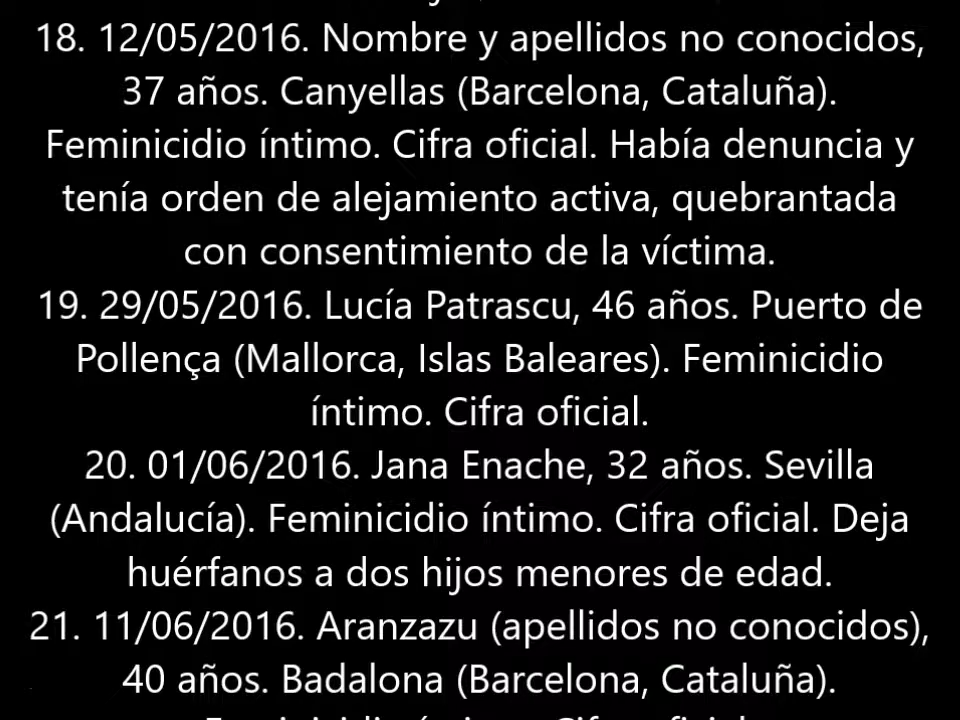 18. 12/05/2016. Nombre y apellidos no conocidos,
37 años. Canyellas (Barcelona, Cataluña).
Feminicidio íntimo. Cifra oficial. Había denuncia y
tenía orden de alejamiento activa, quebrantada
con consentimiento de la víctima.
19. 29/05/2016. Lucía Patrascu, 46 años. Puerto de
Pollença (Mallorca, Islas Baleares). Feminicidio
íntimo. Cifra oficial.
20. 01/06/2016. Jana Enache, 32 años. Sevilla
(Andalucía). Feminicidio íntimo. Cifra oficial. Deja
huérfanos a dos hijos menores de edad.
21. 11/06/2016. Aranzazu (apellidos no conocidos),
40 años. Badalona (Barcelona, Cataluña).